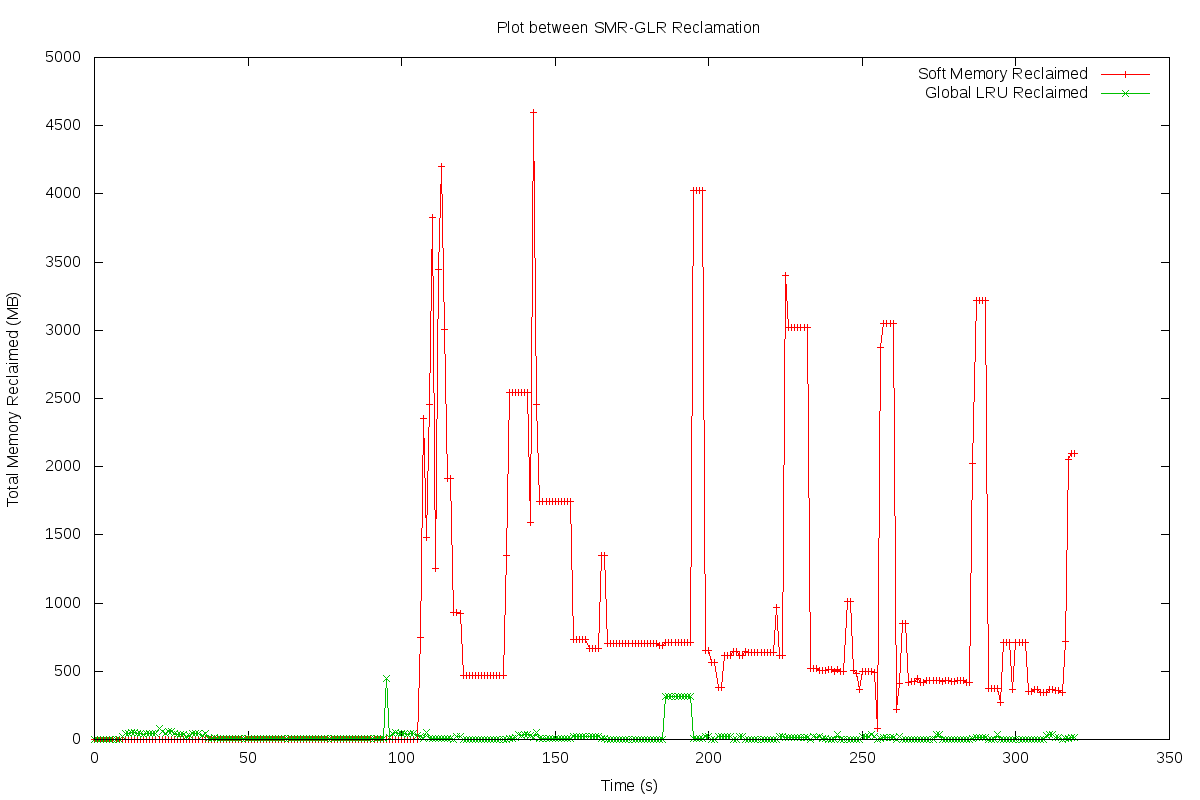 Plot between SMR-GLR Reclamation
5000
4500
4000
3500
3000
2500
2000
1500
1000
500
0
Total Memory Reclaimed (MB)
Soft Memory Reclaimed
Global LRU Reclaimed
0 50 100 150 200 250 300 350
Time (s)